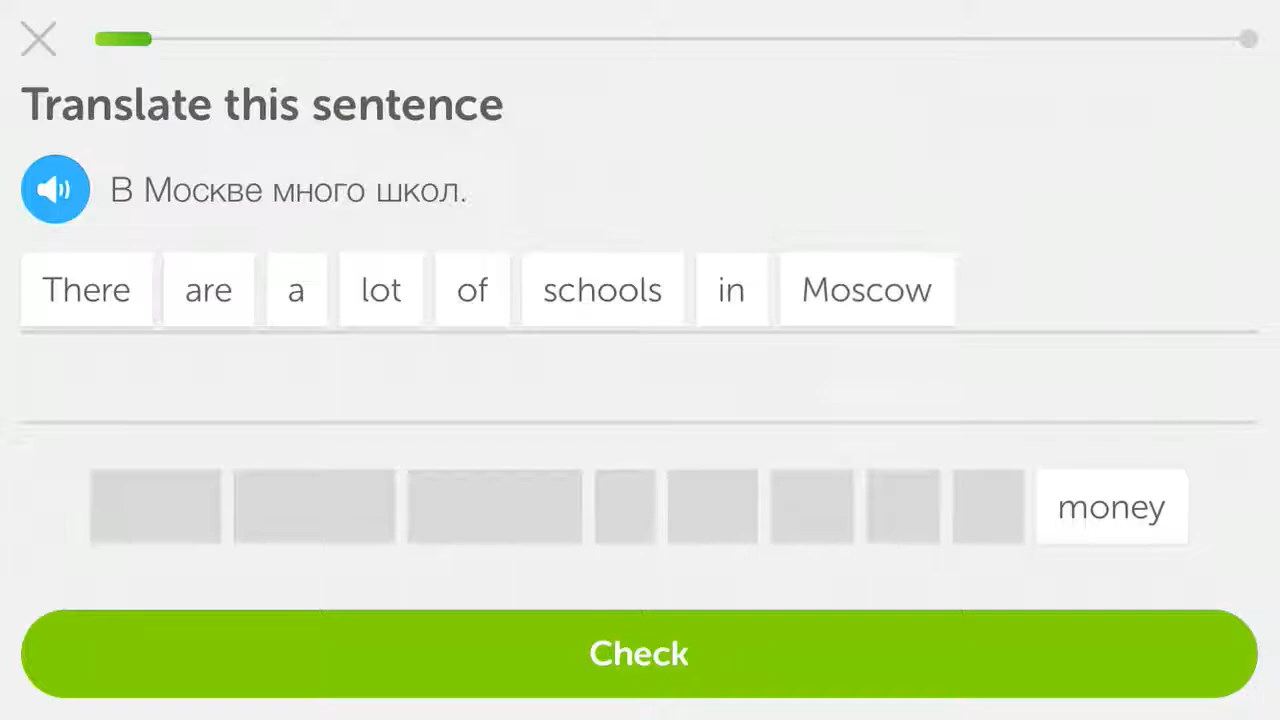 Translate this sentence
В Москве много школ.
There are a lot of schools in Moscow
money
Check